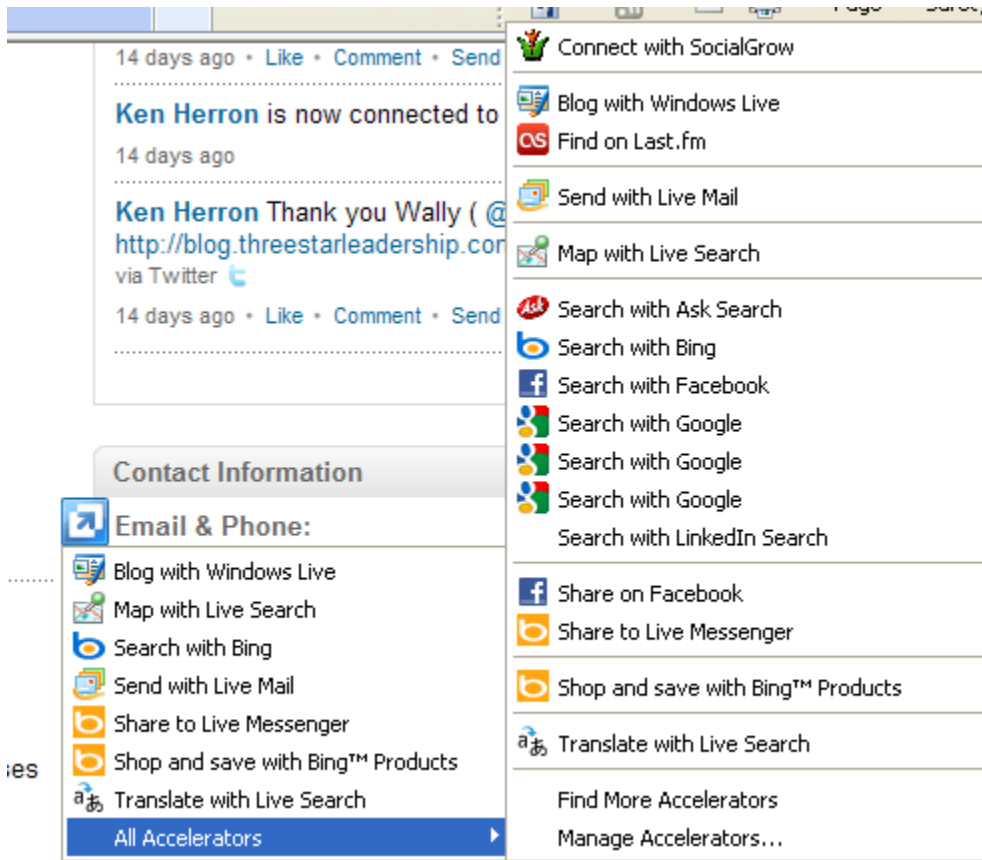 14 days ago • Like • Comment • Send
Ken Herron is now connected to
14 days ago
Ken Herron Thank you Wally ( @
http://blog.threestarleadership.com
via Twitter
14 days ago • Like • Comment • Send
Contact Information
Email & Phone:
Blog with Windows Live
Map with Live Search
Search with Bing
Send with Live Mail
Share to Live Messenger
Shop and save with Bing™ Products
Translate with Live Search
All Accelerators
Page
Connect with SocialGrow
Blog with Windows Live
Find on Last.fm
Send with Live Mail
Map with Live Search
Search with Ask Search
Search with Bing
Search with Facebook
Search with Google
Search with Google
Search with Google
Search with LinkedIn Search
Share on Facebook
Share to Live Messenger
Shop and save with Bing™ Products
Translate with Live Search
Find More Accelerators
Manage Accelerators...